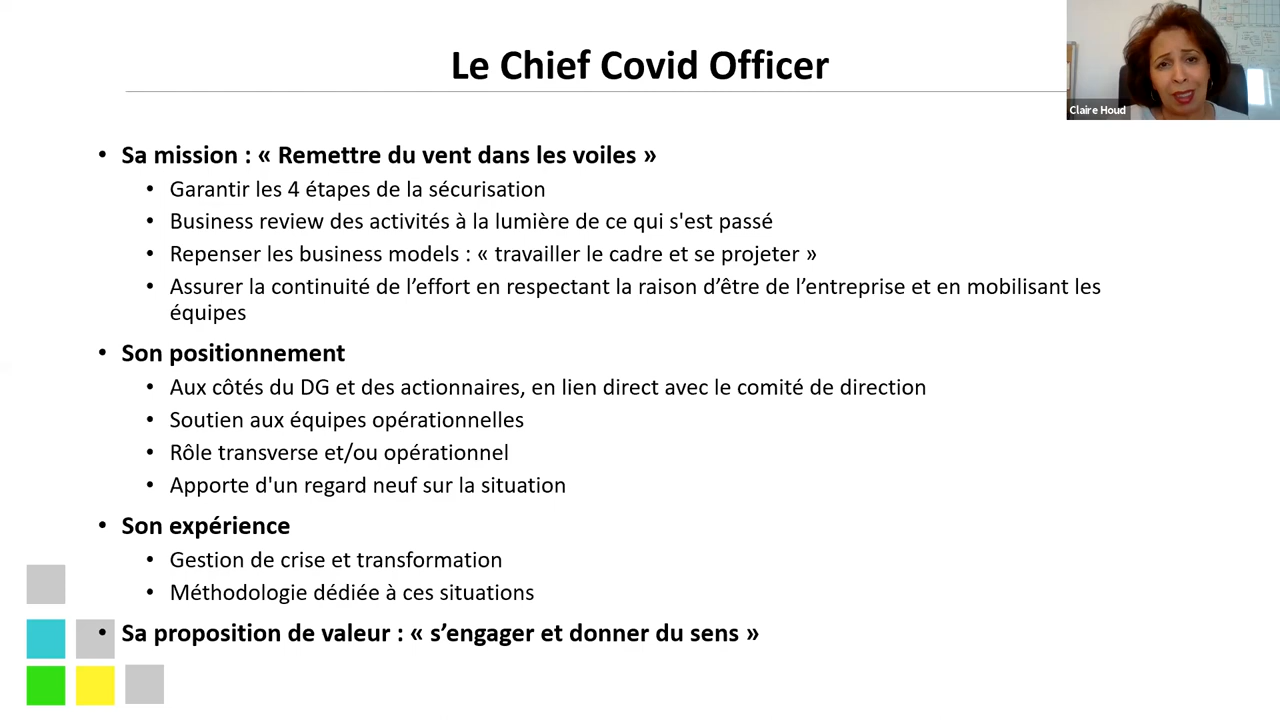 Le Chief Covid Officer
Claire Houd
• Sa mission : « Remettre du vent dans les voiles »
• Garantir les 4 étapes de la sécurisation
• Business review des activités à la lumière de ce qui s'est passé
• Repenser les business models : « travailler le cadre et se projeter »
• Assurer la continuité de l’effort en respectant la raison d’être de l’entreprise et en mobilisant les
équipes
• Son positionnement
• Aux côtés du DG et des actionnaires, en lien direct avec le comité de direction
• Soutien aux équipes opérationnelles
• Rôle transverse et/ou opérationnel
• Apporte d'un regard neuf sur la situation
• Son expérience
• Gestion de crise et transformation
• Méthodologie dédiée à ces situations
• Sa proposition de valeur : « s’engager et donner du sens »